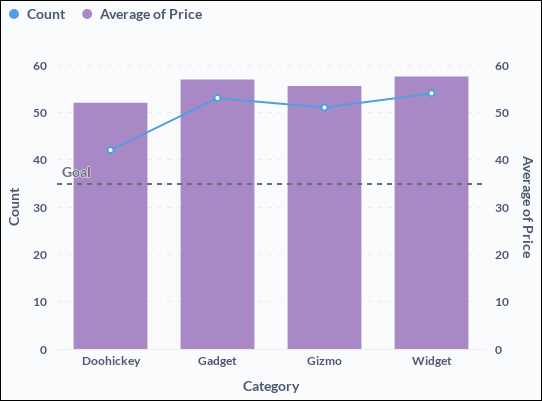 Count Average of Price
60 60
50 50
40 40
Goal
30 30
20 20
10 10
0 0
Count
Average of Price
Doohickey Gadget Gizmo Widget
Category